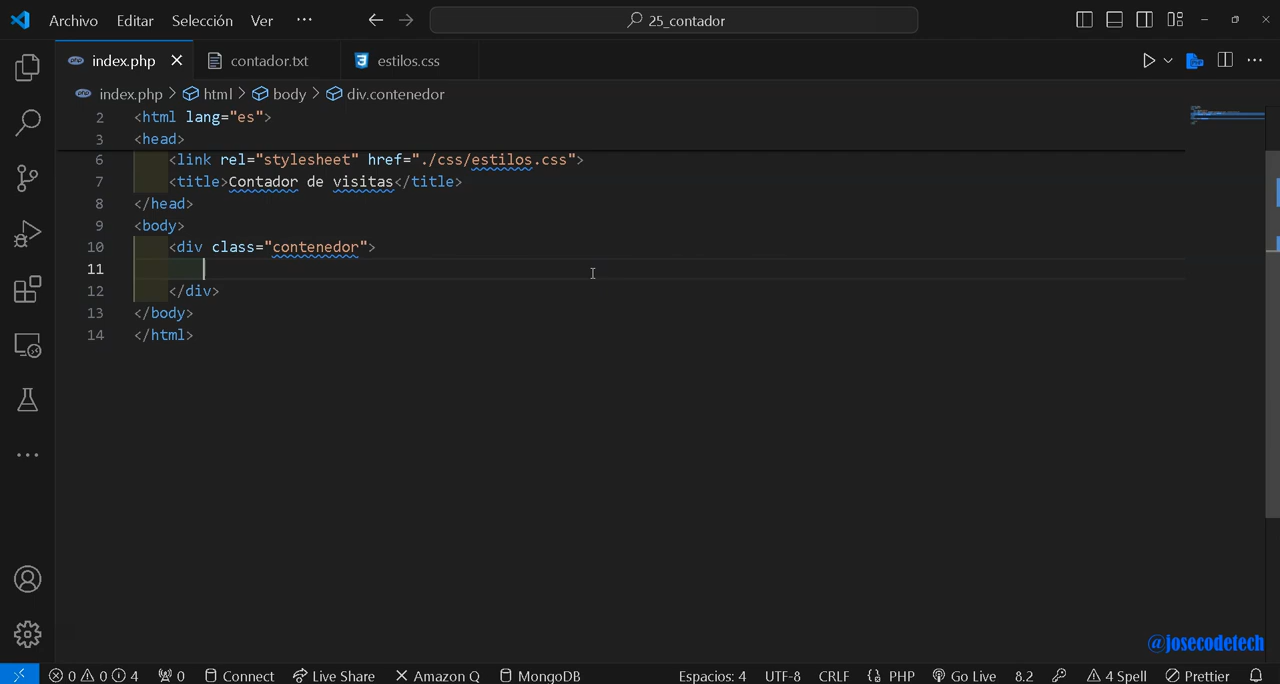 Archivo Editar Selección Ver ··· 25_contador
index.php contador.txt estilos.css
index.php > html > body > div.contenedor
2 <html lang="es">
3 <head>
6 <link rel="stylesheet" href="./css/estilos.css">
7 <title>Contador de visitas</title>
8 </head>
9 <body>
10 <div class="contenedor">
11
12 </div>
13 </body>
14 </html>
@josecodetech
0 0 4 0 Connect Live Share Amazon Q MongoDB Espacios: 4 UTF-8 CRLF PHP Go Live 8.2 4 Spell Prettier